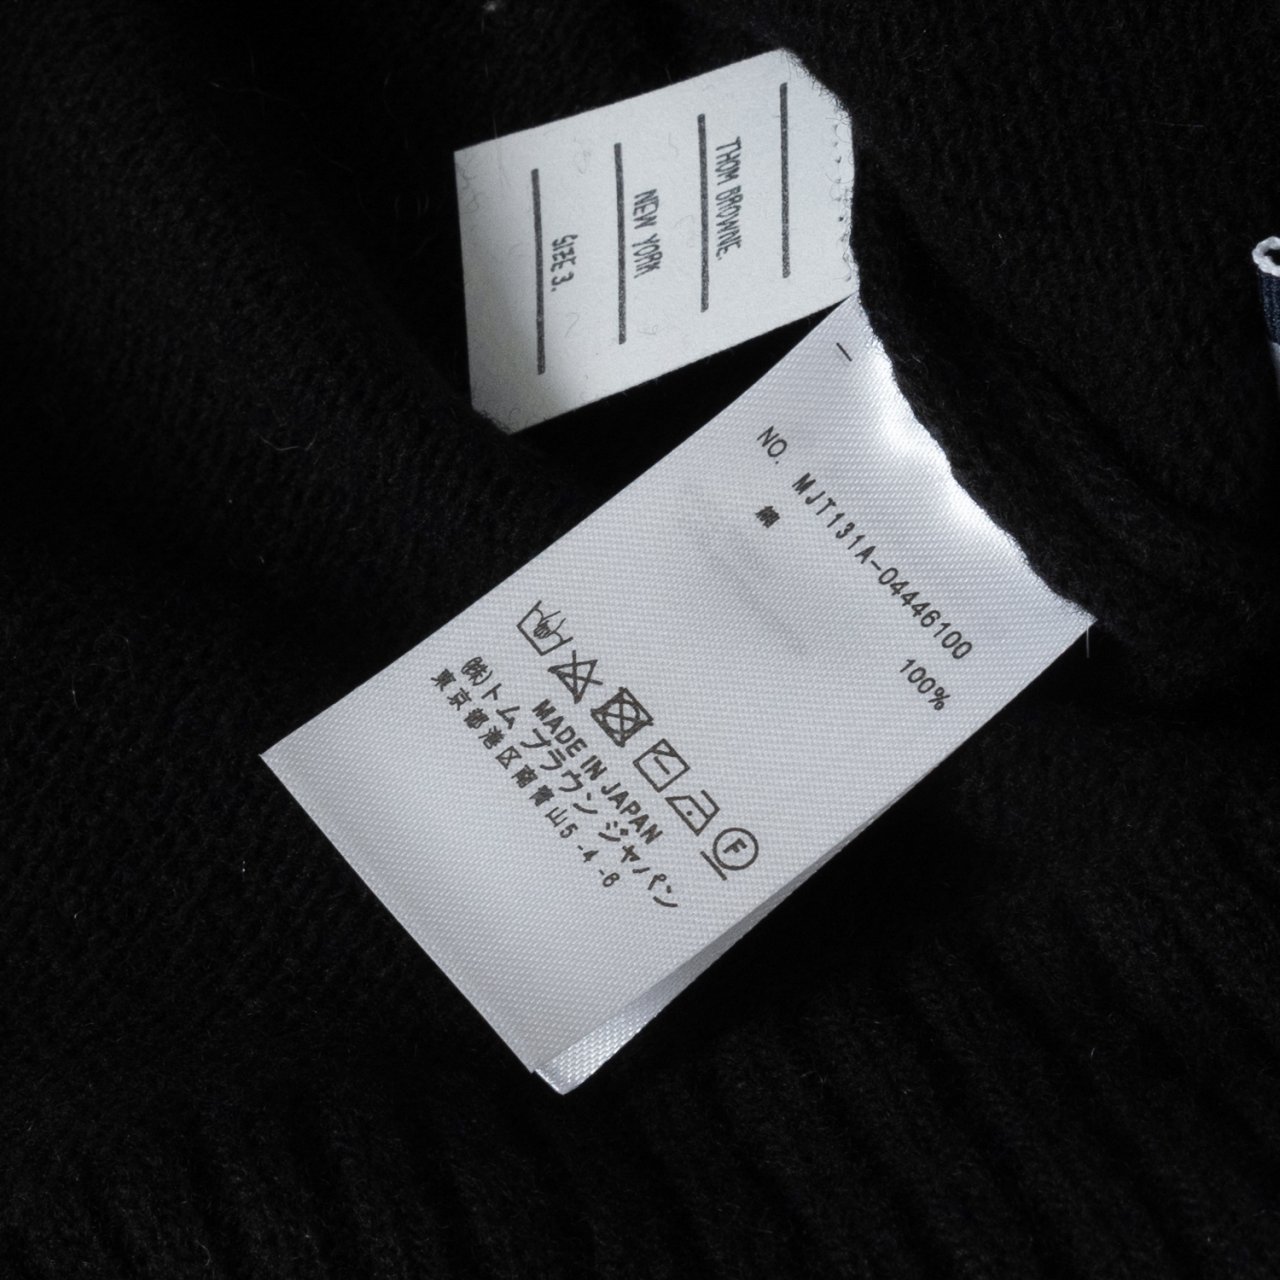 THOM BROWNE.
NEW YORK
SIZE 3.
NO. MJT131A-04446100
綿 100%
F
MADE IN JAPAN
㈱トム ブラウン ジャパン
東京都港区南青山5-4-6